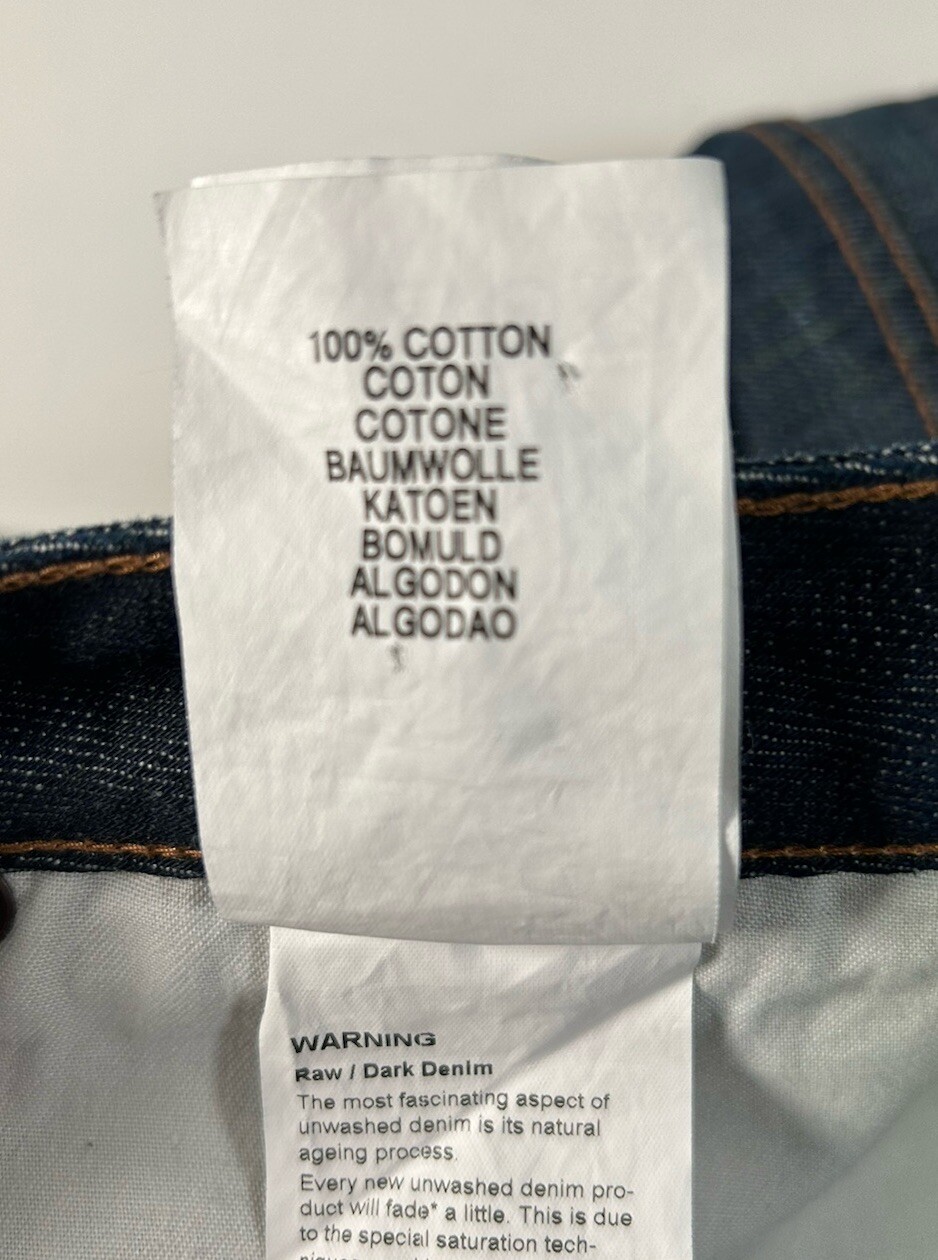 100% COTTON
COTON
COTONE
BAUMWOLLE
KATOEN
BOMULD
ALGODON
ALGODAO
WARNING
Raw / Dark Denim
The most fascinating aspect of
unwashed denim is its natural
ageing process.
Every new unwashed denim pro-
duct will fade* a little. This is due
to the special saturation tech-